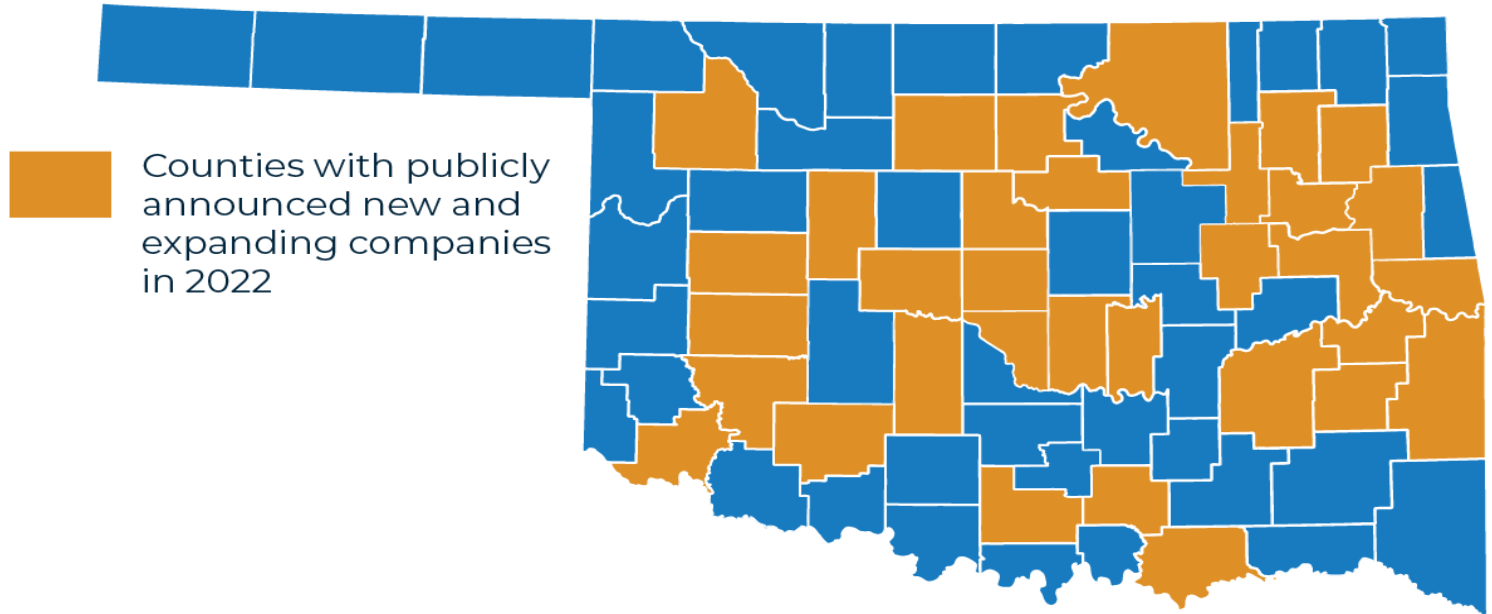 Counties with publicly
announced new and
expanding companies
in 2022